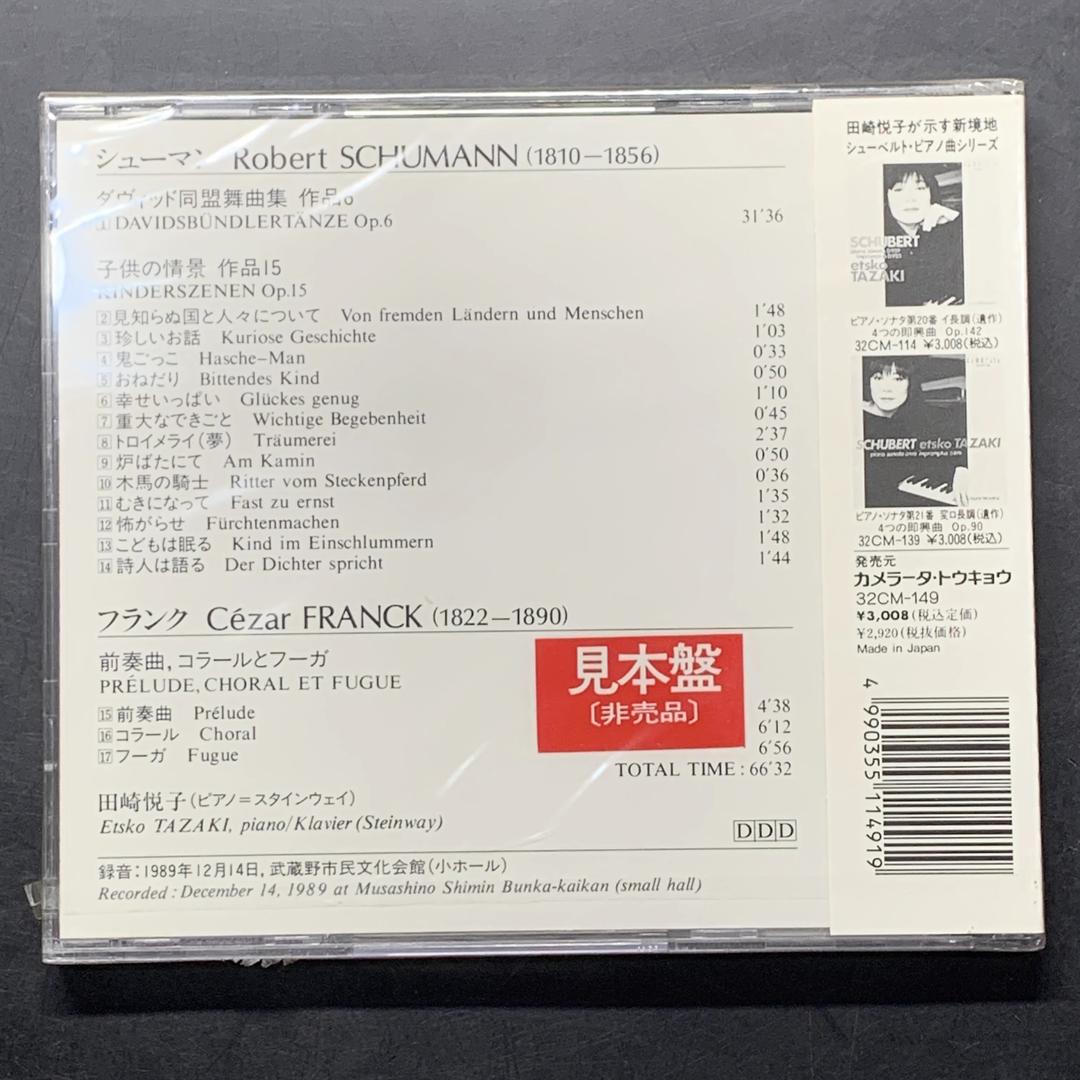 シューマン Robert SCHUMANN (1810–1856)
ダヴィッド同盟舞曲集 作品6
1 DAVIDSBÜNDLERTÄNZE Op.6 31'36
子供の情景 作品15
KINDERSZENEN Op.15
2 見知らぬ国と人々について Von fremden Ländern und Menschen 1'48
3 珍しいお話 Kuriose Geschichte 1'03
4 鬼ごっこ Hasche–Man 0'33
5 おねだり Bittendes Kind 0'50
6 幸せいっぱい Glückes genug 1'10
7 重大なできごと Wichtige Begebenheit 0'45
8 トロイメライ(夢) Träumerei 2'37
9 炉ばたにて Am Kamin 0'50
10 木馬の騎士 Ritter vom Steckenpferd 0'36
11 むきになって Fast zu ernst 1'35
12 怖がらせ Fürchtenmachen 1'32
13 こどもは眠る Kind im Einschlummern 1'48
14 詩人は語る Der Dichter spricht 1'44
フランク Cézar FRANCK (1822–1890)
前奏曲, コラールとフーガ
PRÉLUDE, CHORAL ET FUGUE
15 前奏曲 Prélude 4'38
16 コラール Choral 6'12
17 フーガ Fugue 6'56
TOTAL TIME : 66'32
見本盤
〔非売品〕
田崎悦子(ピアノ=スタインウェイ)
Etsko TAZAKI, piano/Klavier (Steinway)
DDD
録音:1989年12月14日, 武蔵野市民文化会館(小ホール)
Recorded : December 14, 1989 at Musashino Shimin Bunka-kaikan (small hall)
田崎悦子が示す新境地
シューベルト・ピアノ曲シリーズ
SCHUBERT
etsko
TAZAKI
ピアノ・ソナタ第20番 イ長調(遺作)
4つの即興曲 Op.142
32CM-114 ¥3,008(税込)
SCHUBERT etsko TAZAKI
ピアノ・ソナタ第21番 変ロ長調(遺作)
4つの即興曲 Op.90
32CM-139 ¥3,008(税込)
発売元
カメラータ・トウキョウ
32CM-149
¥3,008(税込定価)
¥2,920(税抜価格)
Made in Japan
4 990355 114919